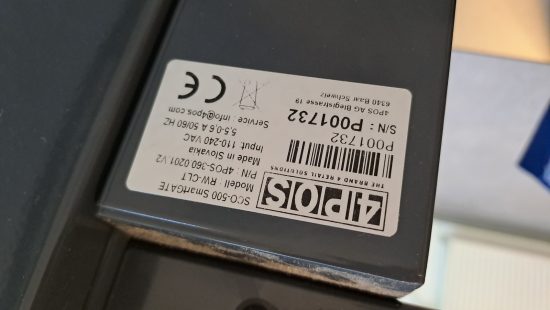 4POS
THE BRAND 4 RETAIL SOLUTIONS
SCO-500 SmartGATE
Modell : RW-CLT
P/N 4POS-360 0201 V2
Made in Slovakia
Input 110-240 VAC
5.5-0.6 A 50/60 HZ
Service : info@4pos.com
P001732
S/N : P001732
4POS AG Biegistrasse 19
6340 Baar Schweiz
CE